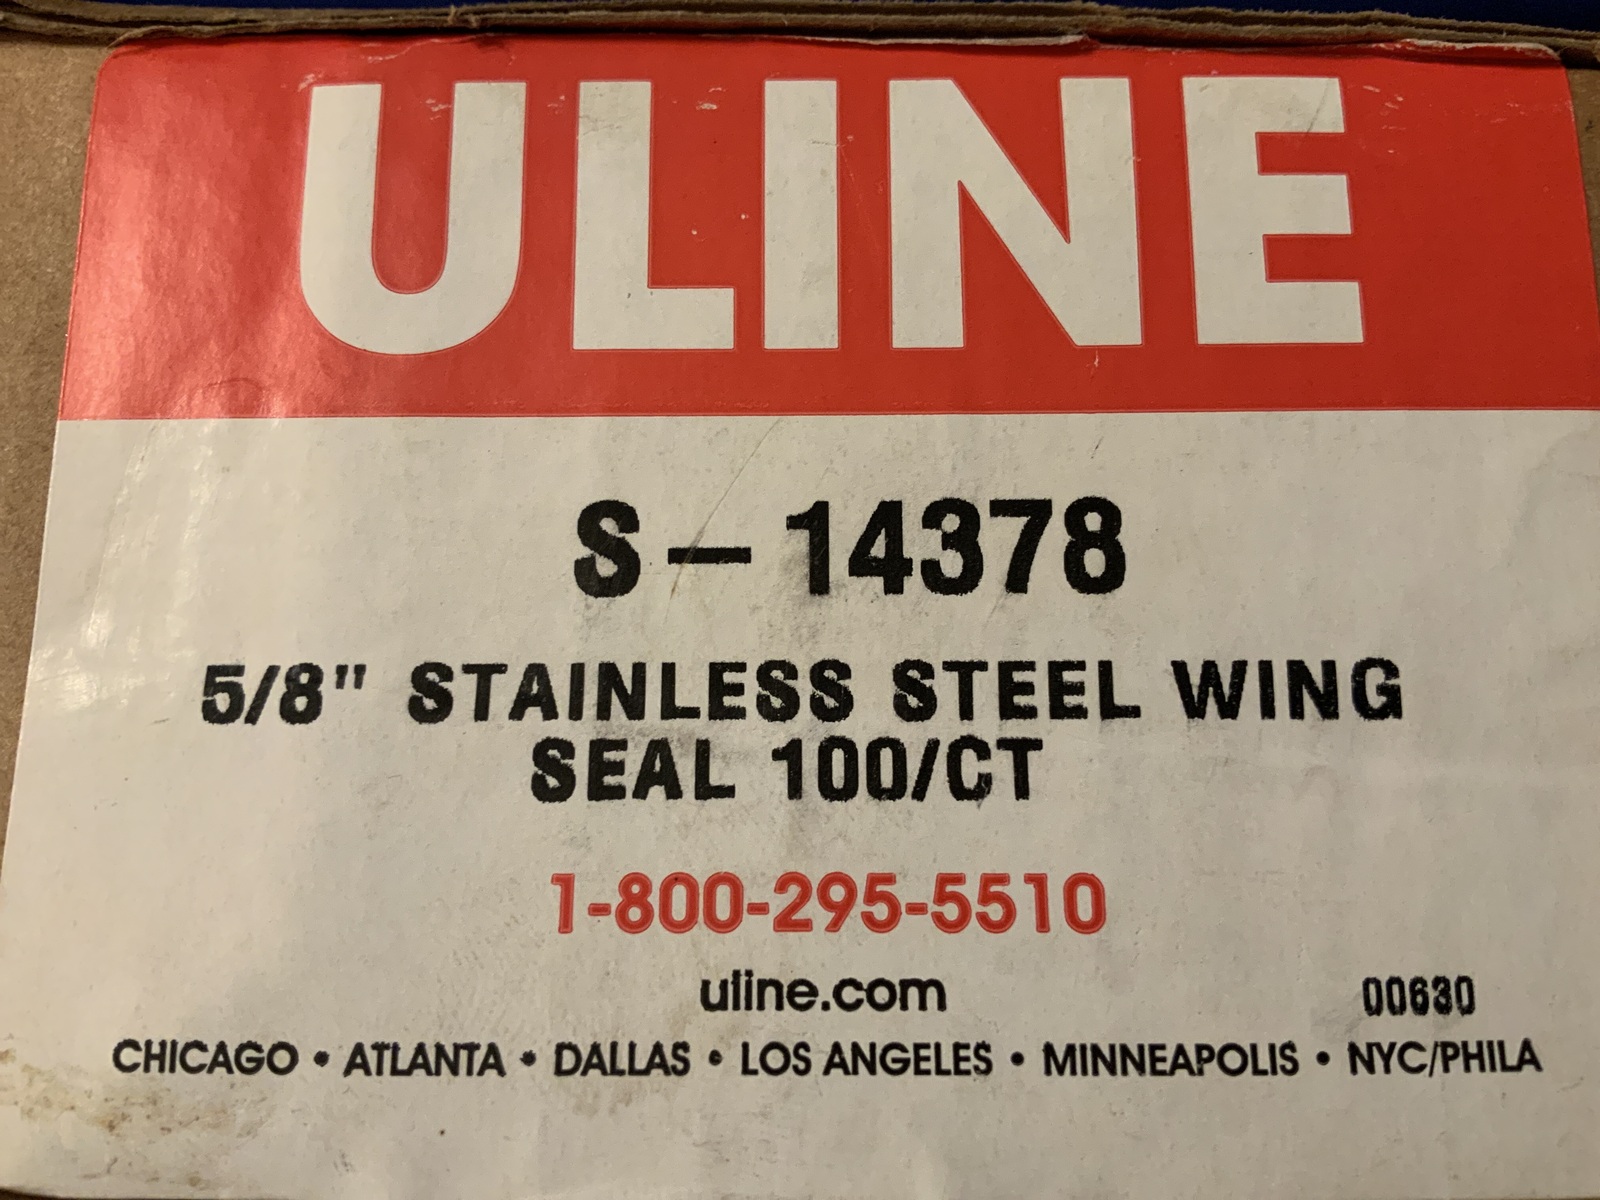 ULINE
S-14378
5/8" STAINLESS STEEL WING
SEAL 100/CT
1-800-295-5510
uline.com
00630
CHICAGO • ATLANTA • DALLAS • LOS ANGELES • MINNEAPOLIS • NYC/PHILA